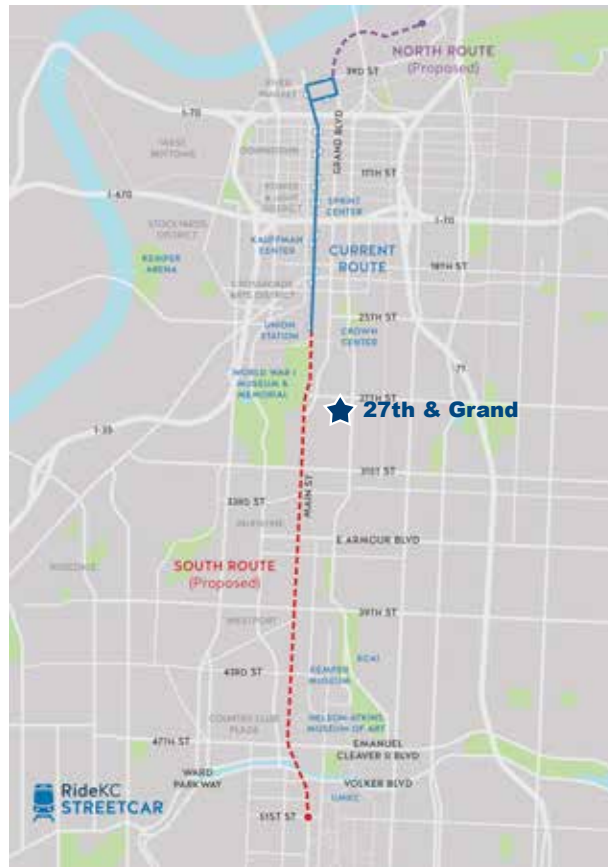 NORTH ROUTE
(Proposed)
3RD ST
RIVER
MARKET
I-70
GRAND BLVD
WEST
BOTTOMS
DOWNTOWN
11TH ST
I-670
POWER
& LIGHT
DISTRICT
SPRINT
CENTER
I-70
STOCKYARDS
DISTRICT
KAUFFMAN
CENTER
CURRENT
ROUTE
KEMPER
ARENA
18TH ST
CROSSROADS
ARTS DISTRICT
25TH ST
UNION
STATION
CROWN
CENTER
71
WORLD WAR I
MUSEUM &
MEMORIAL
27TH ST
27th & Grand
I-35
31ST ST
MAIN ST
33RD ST
E ARMOUR BLVD
SOUTH ROUTE
(Proposed)
39TH ST
WESTPORT
KCAI
43RD ST
KEMPER
MUSEUM
COUNTRY CLUB
PLAZA
NELSON-ATKINS
MUSEUM OF ART
47TH ST
EMANUEL
CLEAVER II BLVD
WARD
PARKWAY
VOLKER BLVD
UMKC
RideKC
STREETCAR
51ST ST